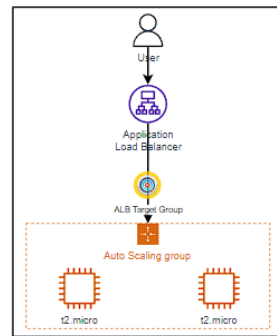 User
Application
Load Balancer
ALB Target Group
Auto Scaling group
t2.micro
t2.micro